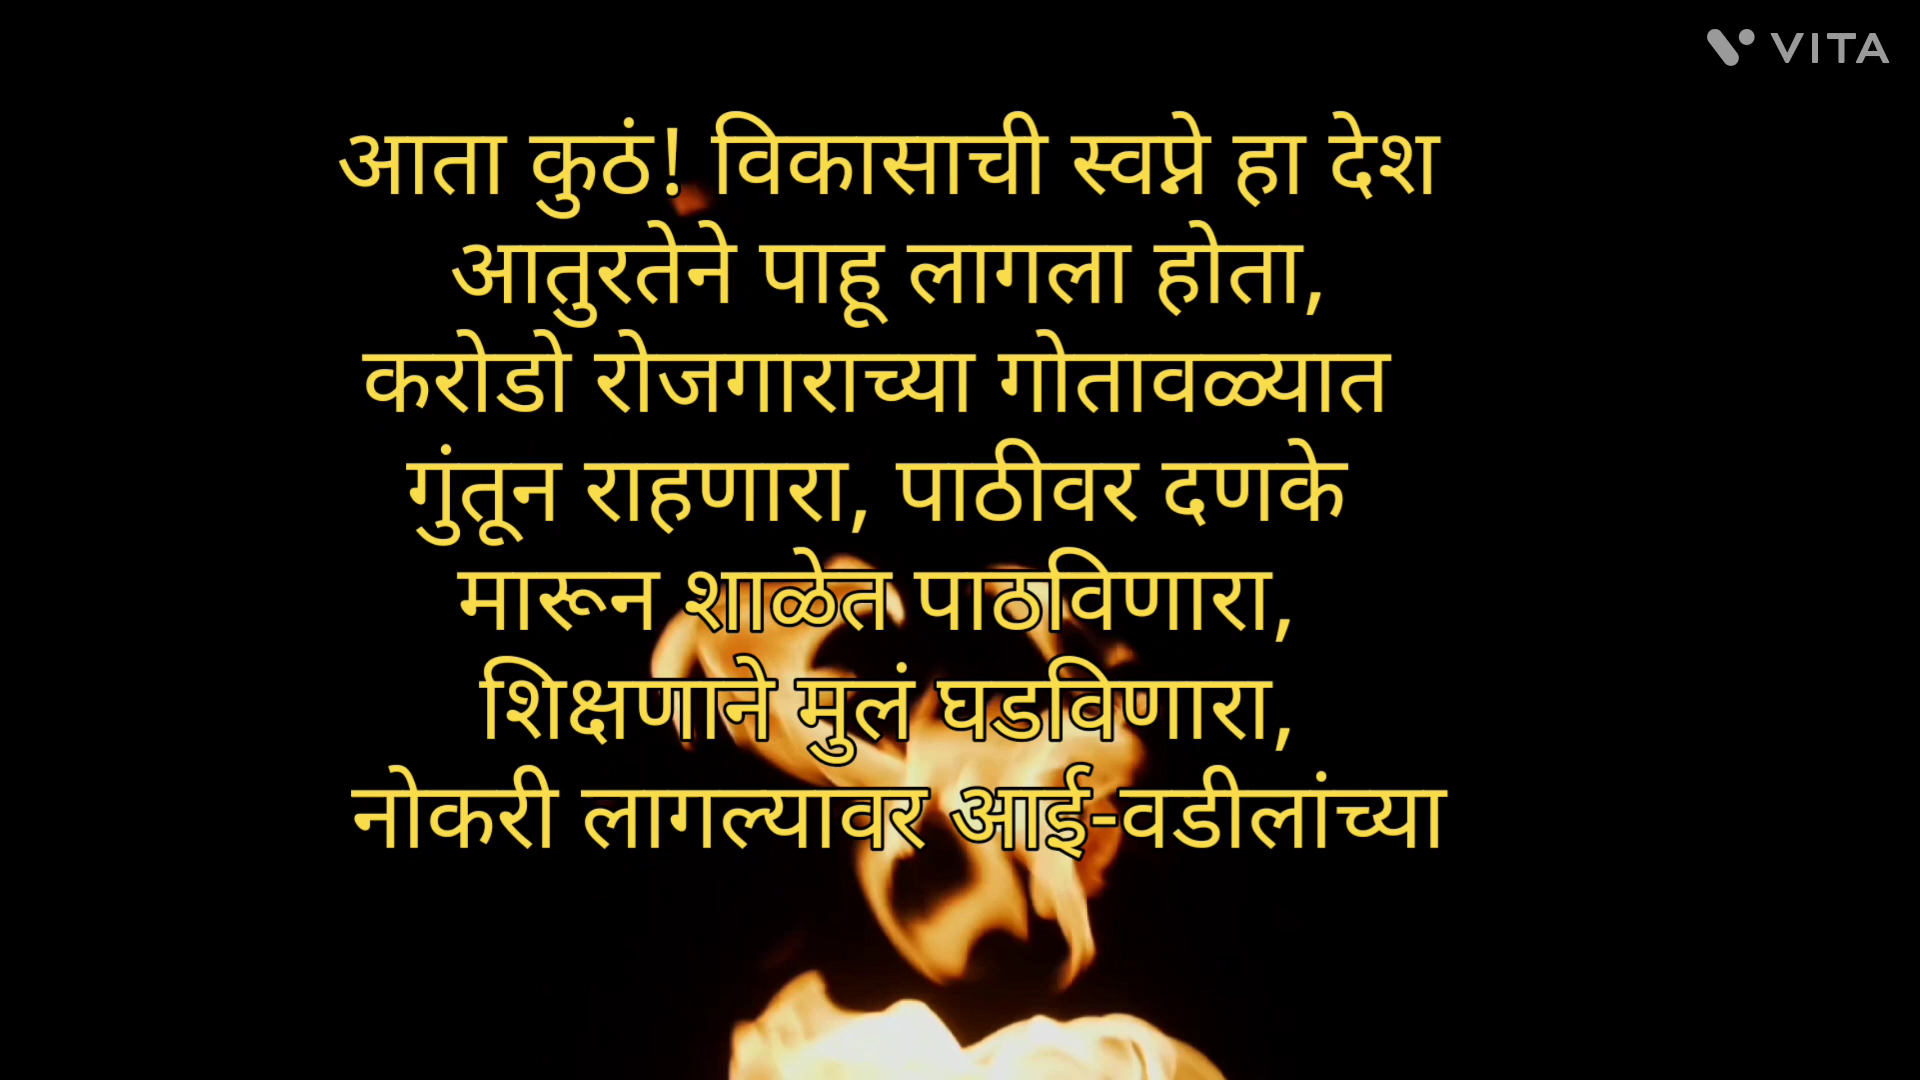 VITA
आता कुठं! विकासाची स्वप्ने हा देश
आतुरतेने पाहू लागला होता,
करोडो रोजगाराच्या गोतावळ्यात
गुंतून राहणारा, पाठीवर दणके
मारून शाळेत पाठविणारा,
शिक्षणाने मुलं घडविणारा,
नोकरी लागल्यावर आई-वडीलांच्या